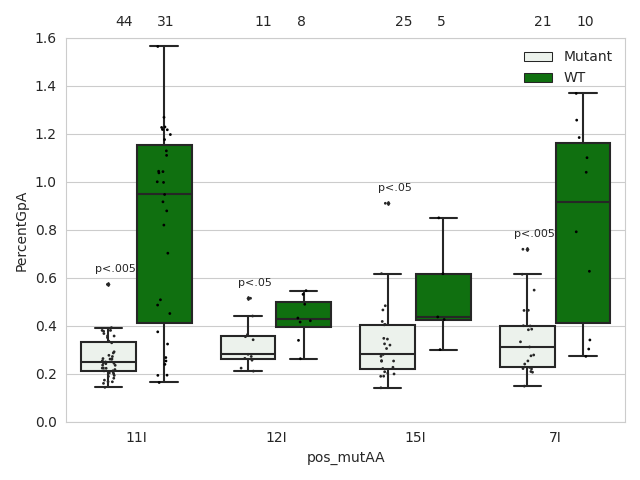 44 31 11 8 25 5 21 10
1.6
1.4
1.2
1.0
0.8
0.6
0.4
0.2
0.0
PercentGpA
Mutant
WT
p<.005
p<.05
p<.05
p<.005
11I 12I 15I 7I
pos_mutAA